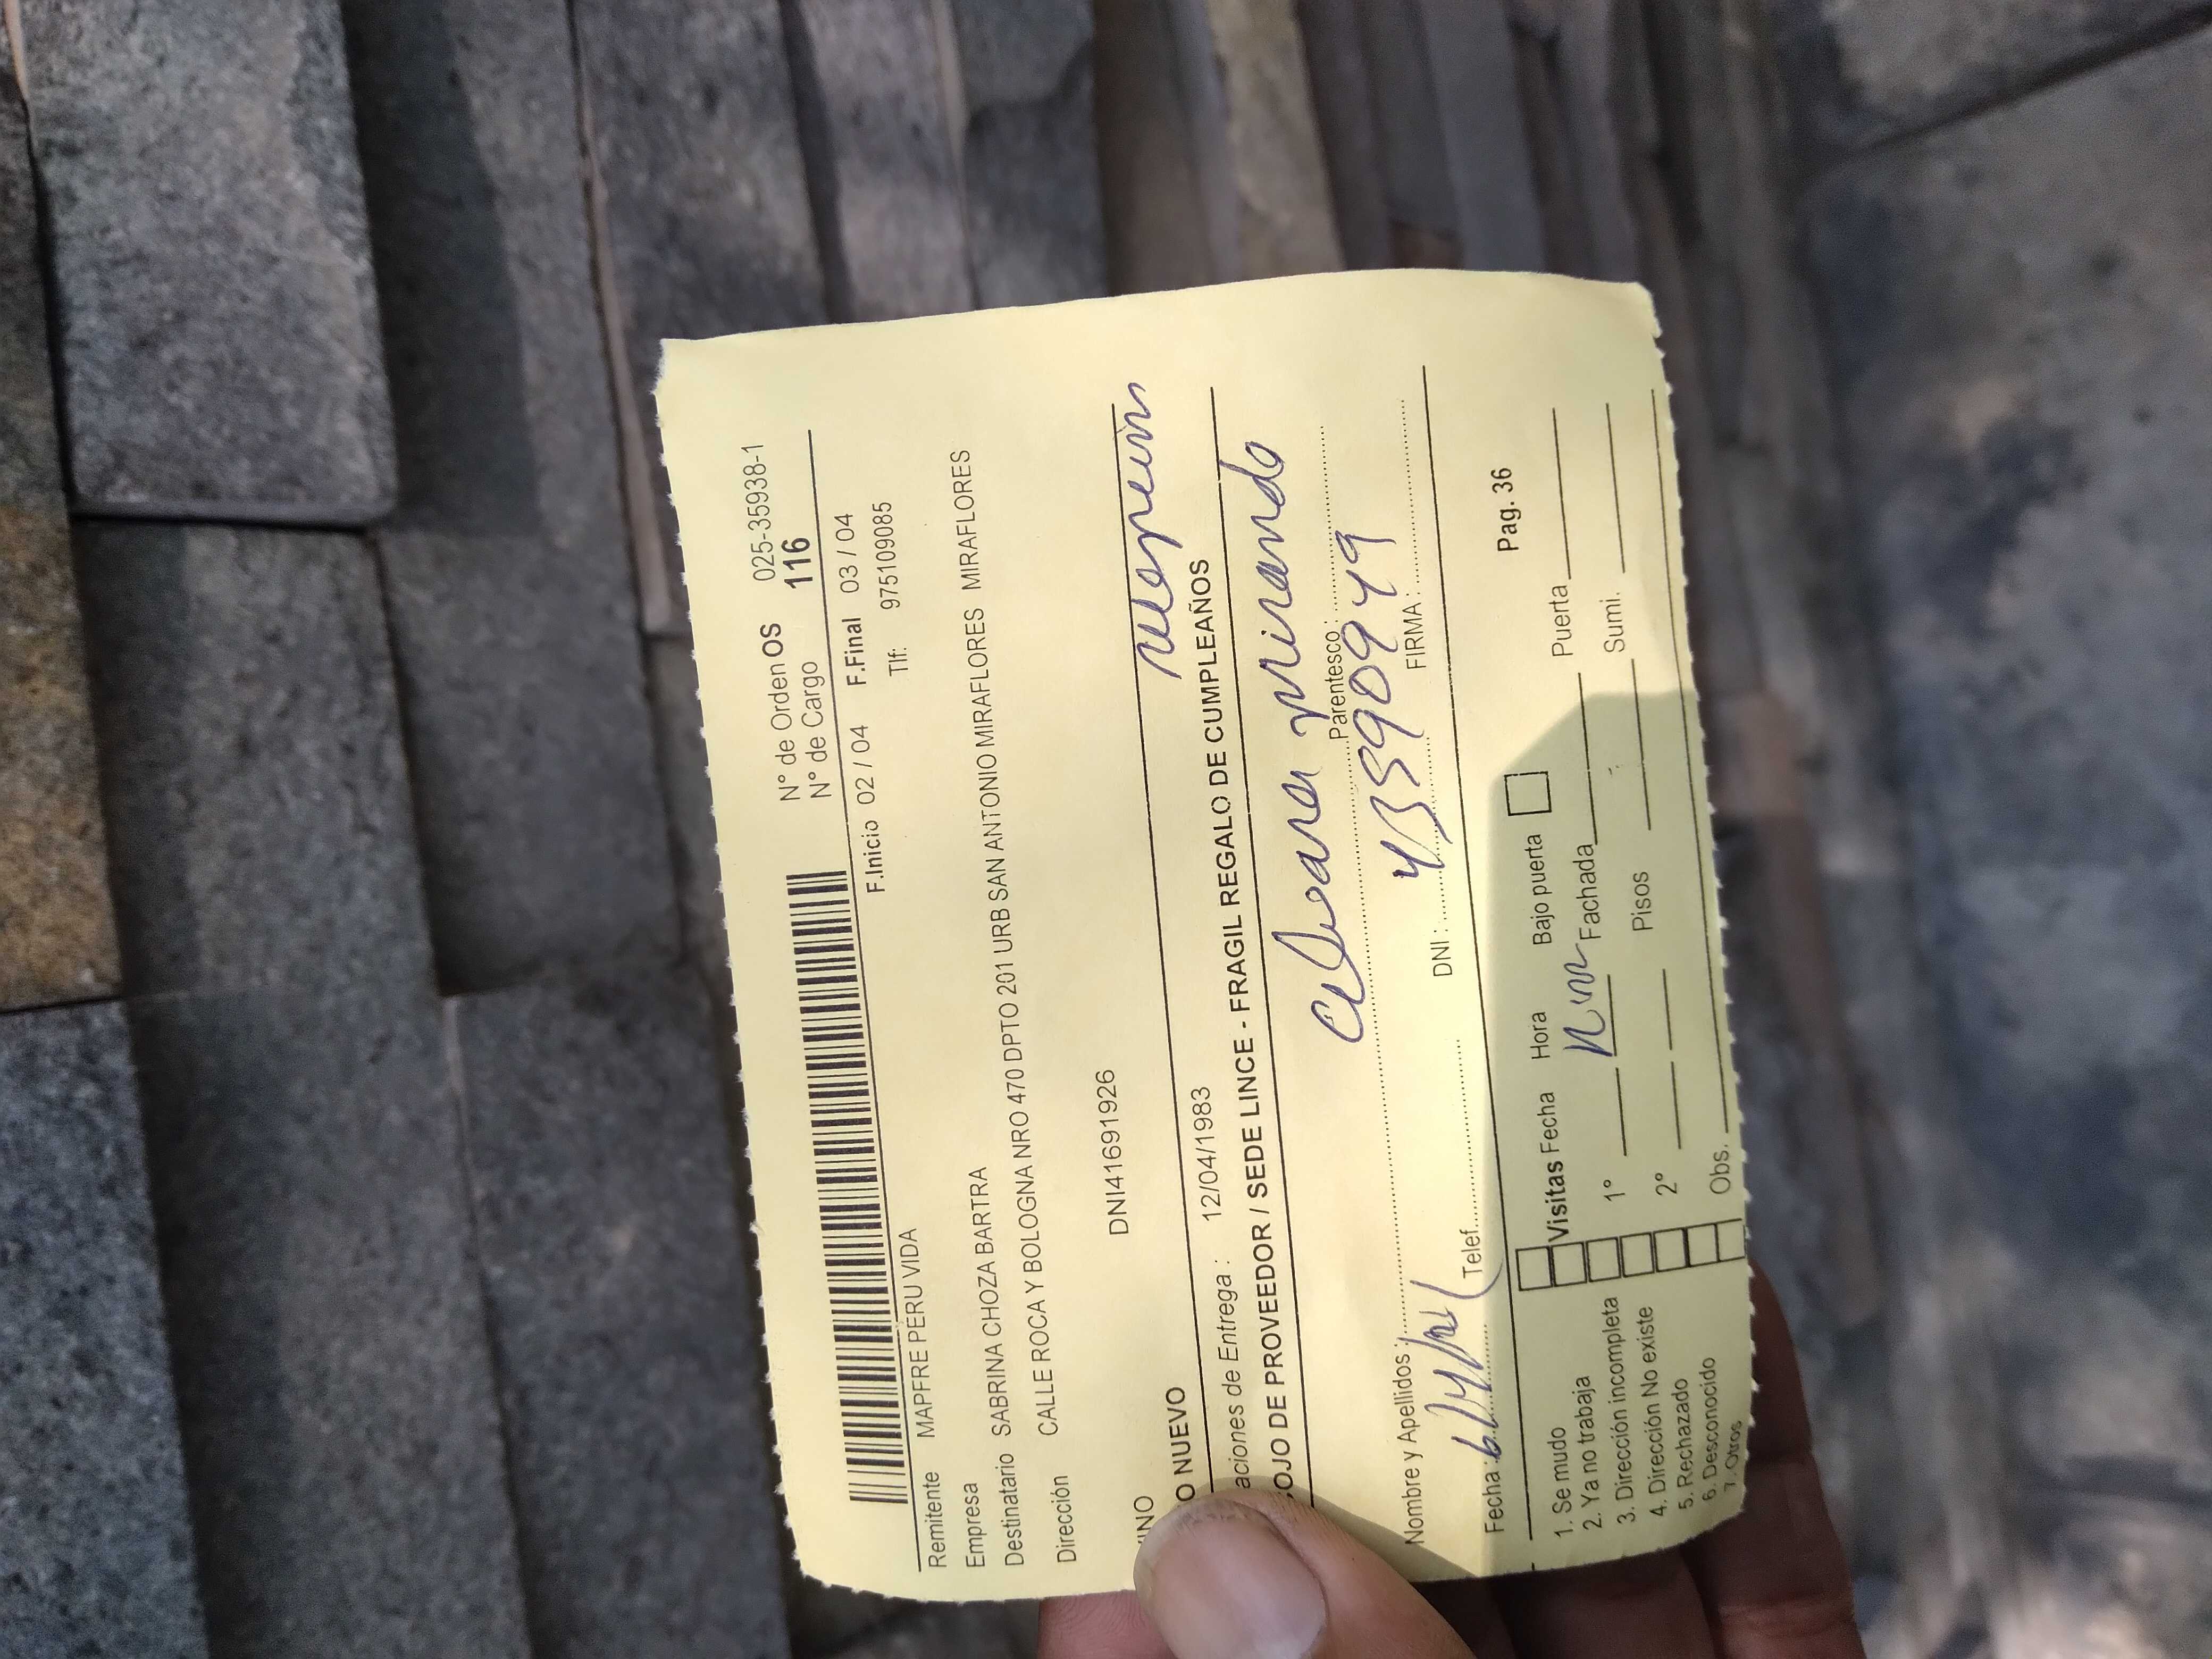 N° de Orden OS 025-35938-1
N° de Cargo 116
F.Inicio 02 / 04 F.Final 03 / 04
Remitente MAPFRE PERU VIDA Tlf: 975109085
Empresa
Destinatario SABRINA CHOZA BARTRA
Dirección CALLE ROCA Y BOLOGNA NRO 470 DPTO 201 URB SAN ANTONIO MIRAFLORES MIRAFLORES
DNI41691926
INO
O NUEVO
aciones de Entrega : 12/04/1983
OJO DE PROVEEDOR / SEDE LINCE - FRAGIL REGALO DE CUMPLEAÑOS
Miranda
Nombre y Apellidos : Parentesco :
Fecha : Telef. DNI : FIRMA :
Pag. 36
1. Se mudo
2. Ya no trabaja
3. Dirección incompleta
4. Dirección No existe
5. Rechazado
6. Desconocido
7. Otros
Visitas Fecha Hora Bajo puerta
1° Fachada Puerta
2° Pisos Sumi.
Obs.